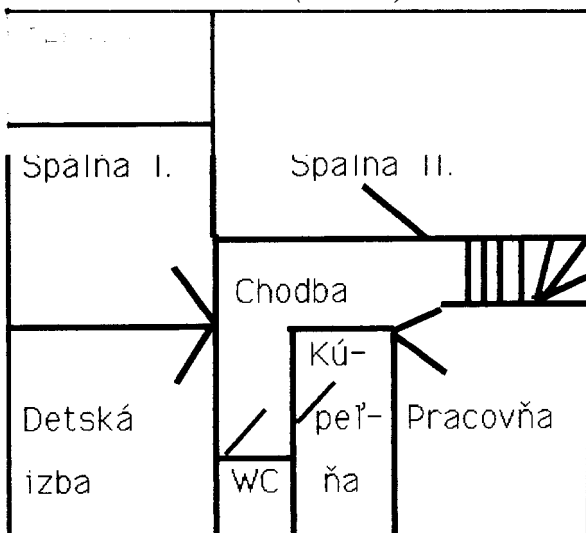 Spálňa I.
Spálňa II.
Chodba
Kú-
peľ-
ňa
Detská
izba
WC
Pracovňa